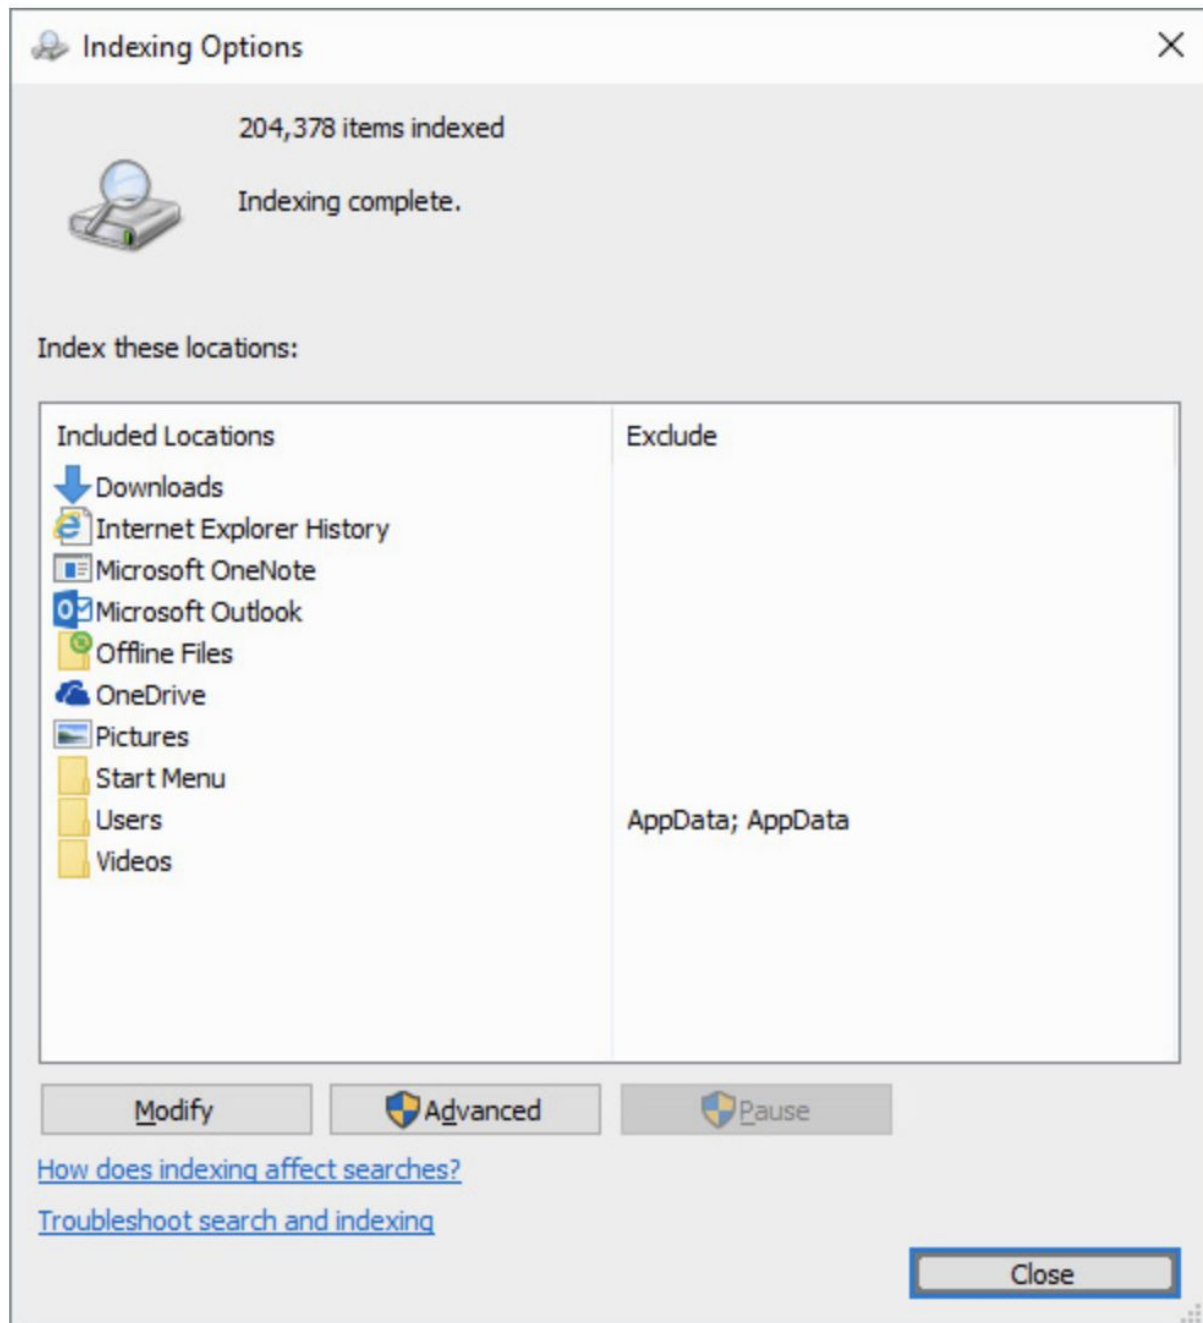 Indexing Options
204,378 items indexed
Indexing complete.
Index these locations:
Included Locations Exclude
Downloads
Internet Explorer History
Microsoft OneNote
Microsoft Outlook
Offline Files
OneDrive
Pictures
Start Menu
Users AppData; AppData
Videos
Modify Advanced Pause
How does indexing affect searches?
Troubleshoot search and indexing
Close